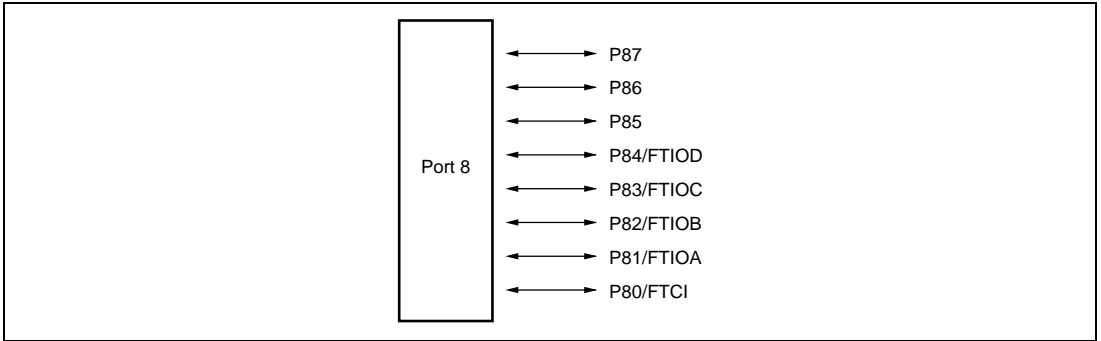 P87
P86
P85
P84/FTIOD
Port 8
P83/FTIOC
P82/FTIOB
P81/FTIOA
P80/FTCI